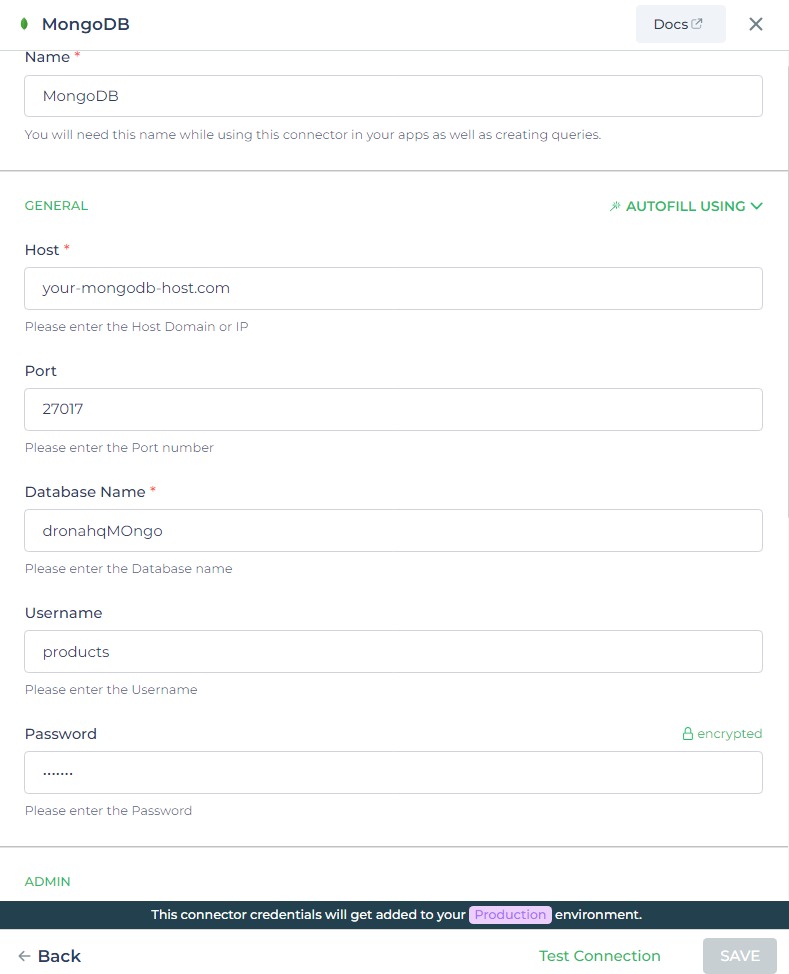 MongoDB
Docs
Name *
MongoDB
You will need this name while using this connector in your apps as well as creating queries.
GENERAL
AUTOFILL USING
Host *
your-mongodb-host.com
Please enter the Host Domain or IP
Port
27017
Please enter the Port number
Database Name *
dronahqMOngo
Please enter the Database name
Username
products
Please enter the Username
Password
encrypted
·······
Please enter the Password
ADMIN
This connector credentials will get added to your Production environment.
Back
Test Connection
SAVE